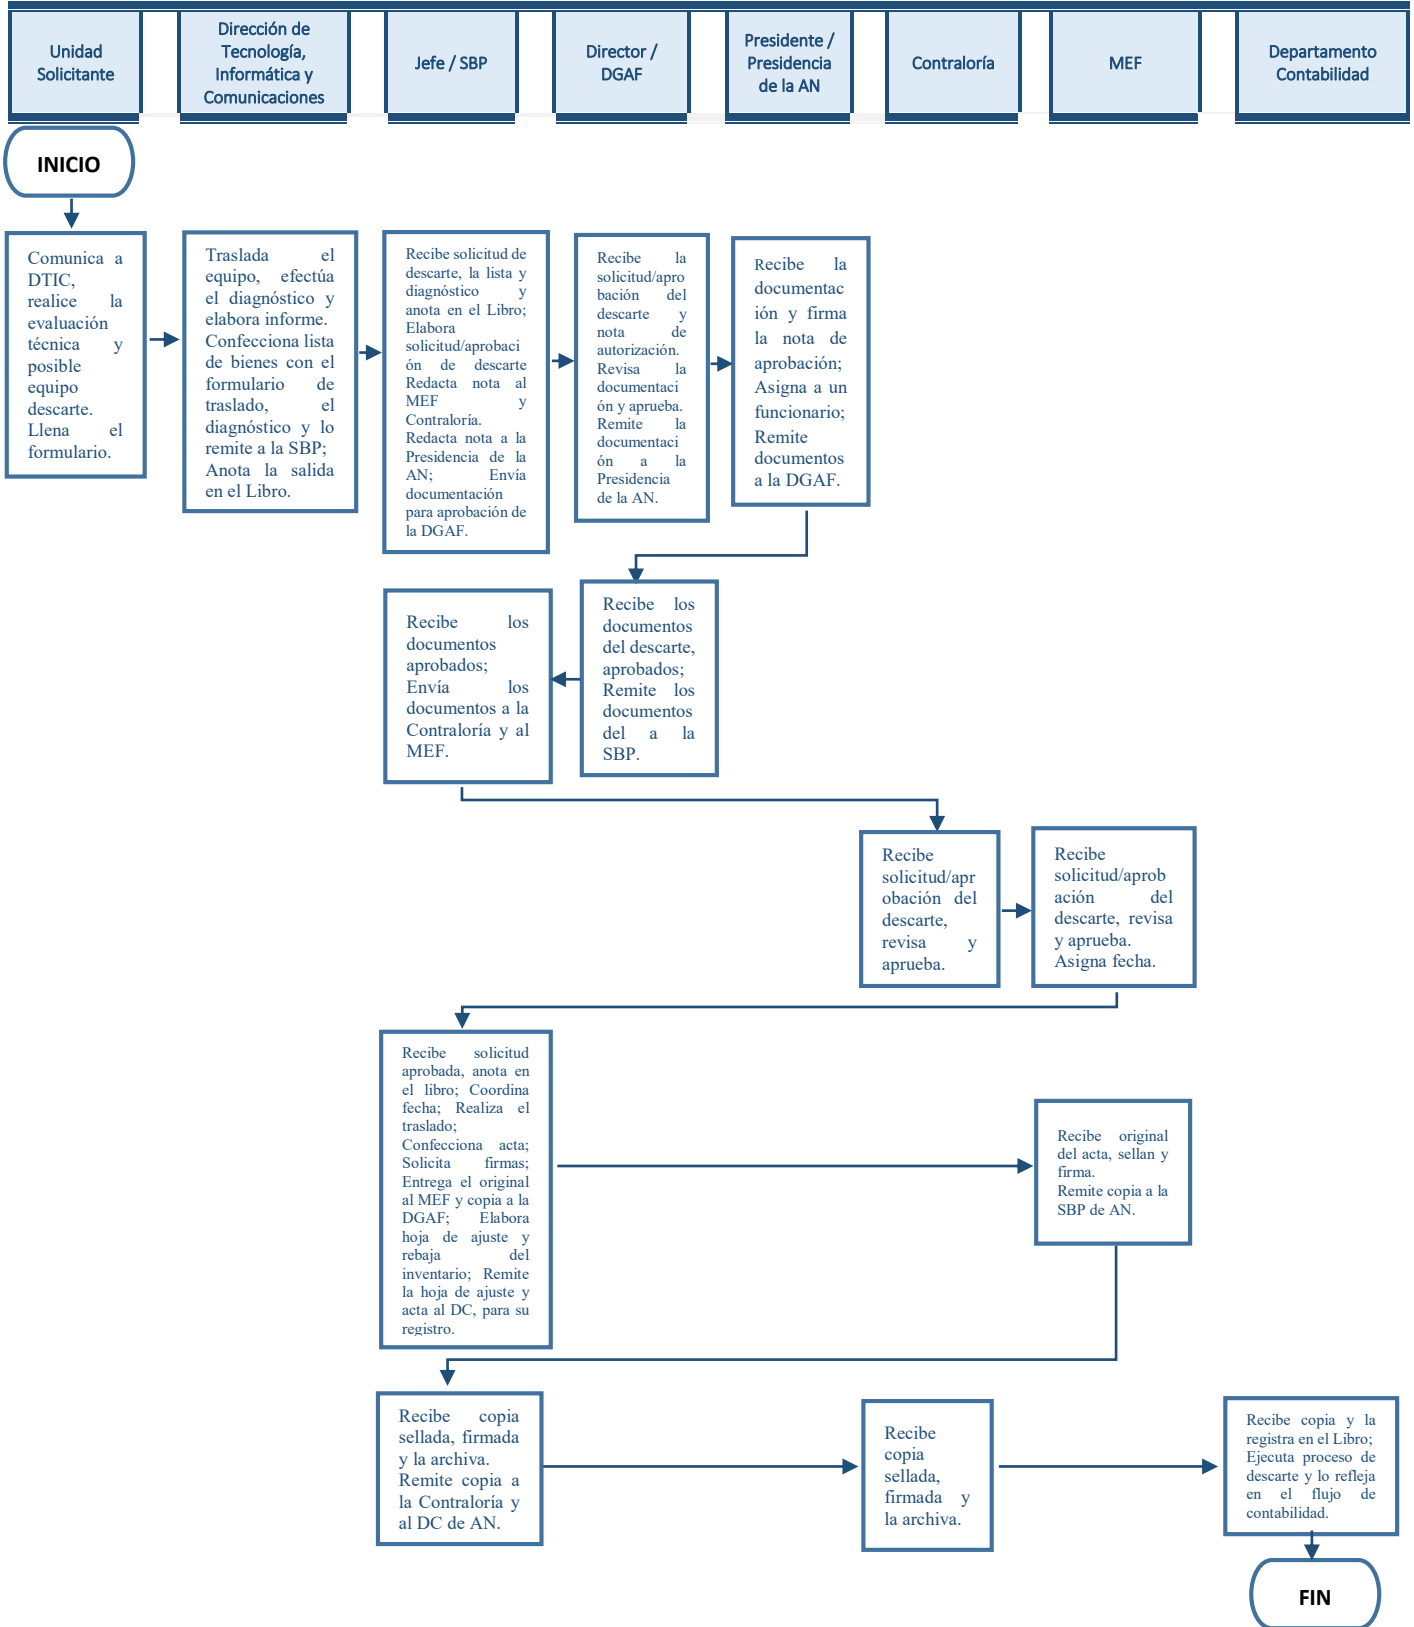 Unidad
Solicitante
Dirección de
Tecnología,
Informática y
Comunicaciones
Jefe / SBP
Director /
DGAF
Presidente /
Presidencia
de la AN
Contraloría
MEF
Departamento
Contabilidad
INICIO
Comunica a
DTIC,
realice la
evaluación
técnica y
posible
equipo
descarte.
Llena el
formulario.
Traslada el
equipo, efectúa
el diagnóstico y
elabora informe.
Confecciona lista
de bienes con el
formulario de
traslado, el
diagnóstico y lo
remite a la SBP;
Anota la salida
en el Libro.
Recibe solicitud de
descarte, la lista y
diagnóstico y
anota en el Libro;
Elabora
solicitud/aprobaci
ón de descarte
Redacta nota al
MEF y
Contraloría.
Redacta nota a la
Presidencia de la
AN; Envía
documentación
para aprobación de
la DGAF.
Recibe la
solicitud/apro
bación del
descarte y
nota de
autorización.
Revisa la
documentaci
ón y aprueba.
Remite la
documentaci
ón a la
Presidencia
de la AN.
Recibe la
documentac
ión y firma
la nota de
aprobación;
Asigna a un
funcionario;
Remite
documentos
a la DGAF.
Recibe los
documentos
aprobados;
Envía los
documentos a la
Contraloría y al
MEF.
Recibe los
documentos
del descarte,
aprobados;
Remite los
documentos
del a la
SBP.
Recibe
solicitud/apr
obación del
descarte,
revisa y
aprueba.
Recibe
solicitud/aprob
ación del
descarte, revisa
y aprueba.
Asigna fecha.
Recibe solicitud
aprobada, anota en
el libro; Coordina
fecha; Realiza el
traslado;
Confecciona acta;
Solicita firmas;
Entrega el original
al MEF y copia a la
DGAF; Elabora
hoja de ajuste y
rebaja del
inventario; Remite
la hoja de ajuste y
acta al DC, para su
registro.
Recibe original
del acta, sellan y
firma.
Remite copia a la
SBP de AN.
Recibe copia
sellada, firmada
y la archiva.
Remite copia a
la Contraloría y
al DC de AN.
Recibe
copia
sellada,
firmada y
la archiva.
Recibe copia y la
registra en el Libro;
Ejecuta proceso de
descarte y lo refleja
en el flujo de
contabilidad.
FIN